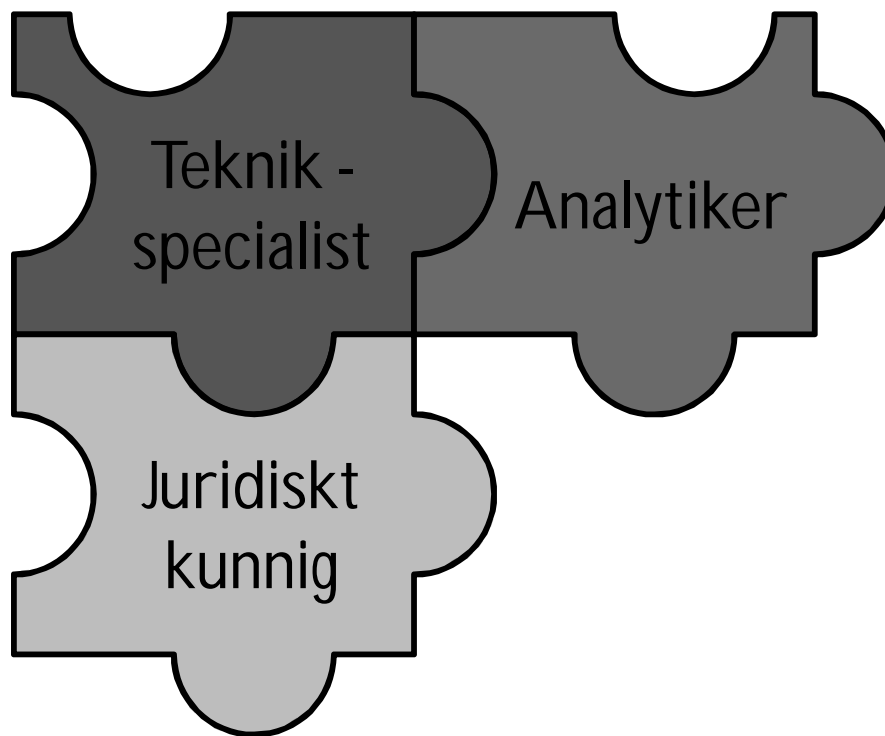 Teknik -
specialist
Analytiker
Juridiskt
kunnig